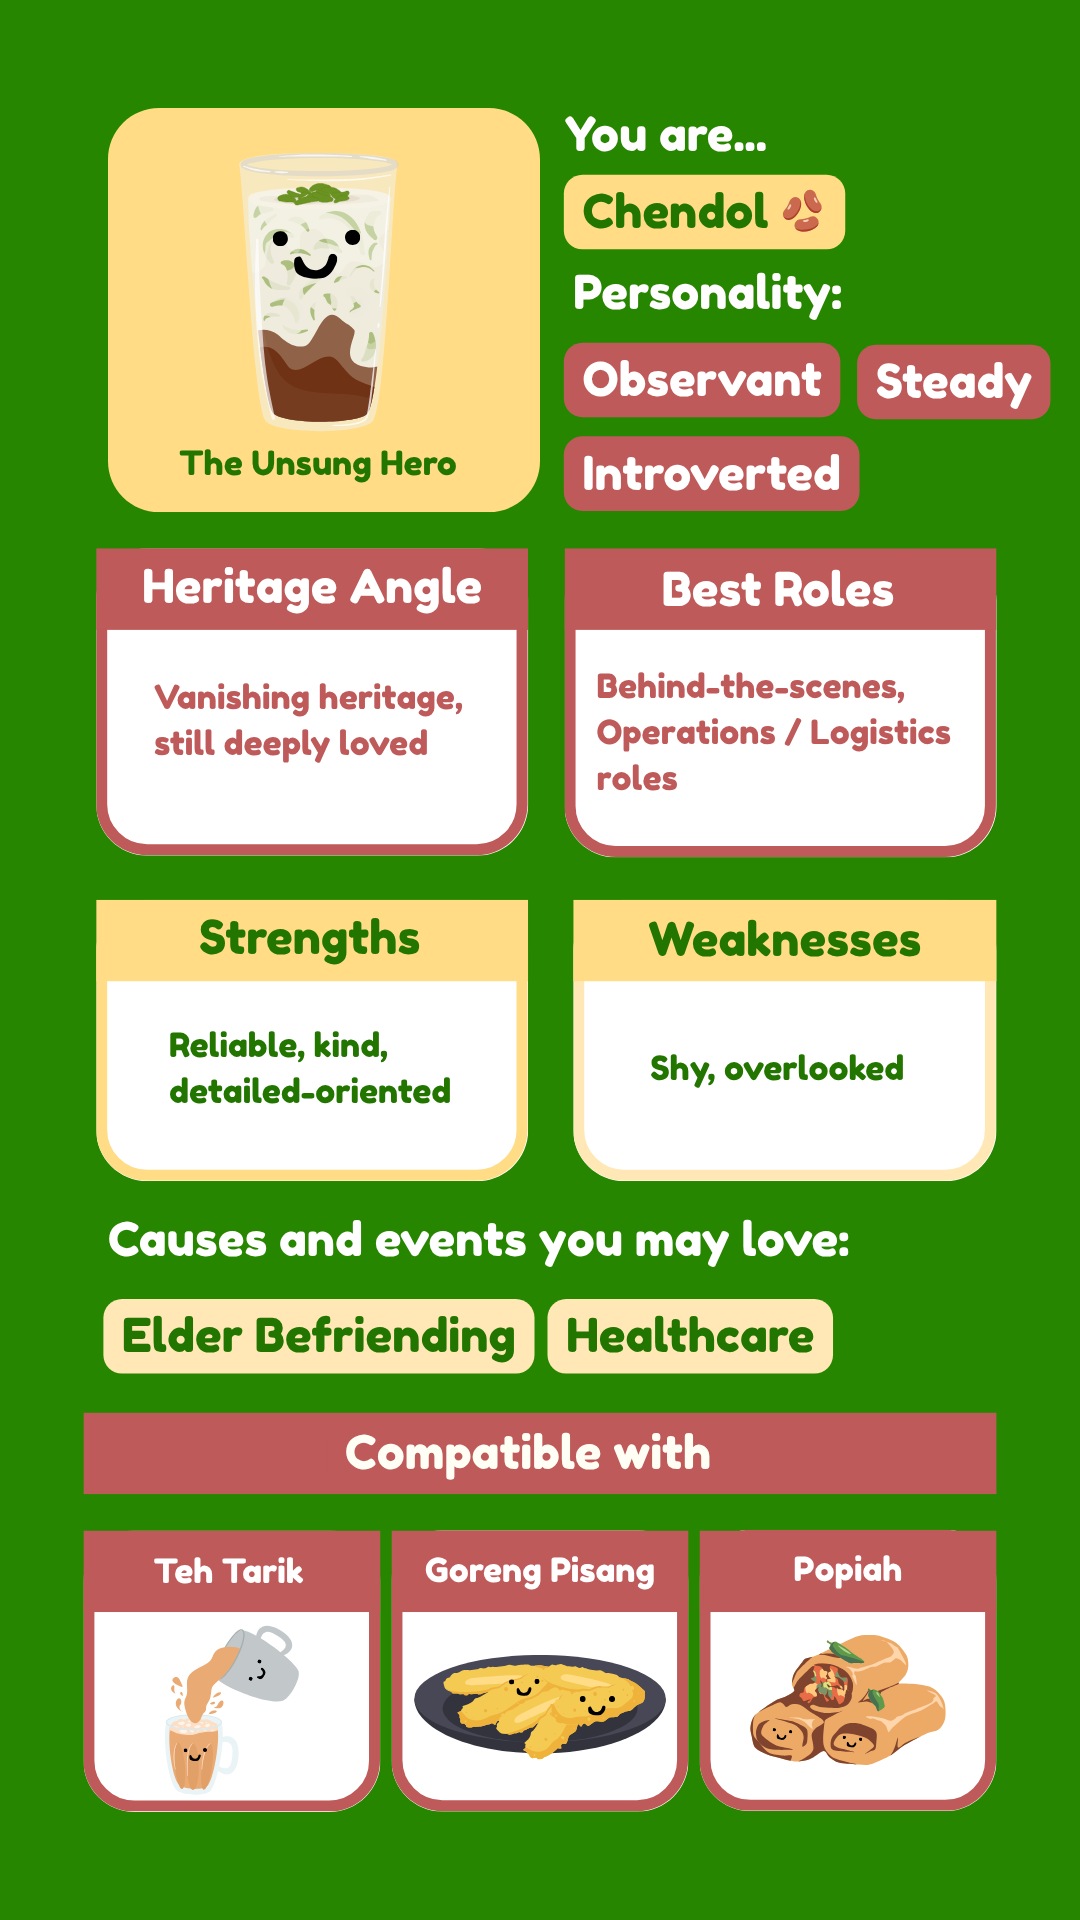 You are...
Chendol
The Unsung Hero
Personality:
Observant
Steady
Introverted
Heritage Angle
Vanishing heritage,
still deeply loved
Best Roles
Behind-the-scenes,
Operations / Logistics
roles
Strengths
Reliable, kind,
detailed-oriented
Weaknesses
Shy, overlooked
Causes and events you may love:
Elder Befriending
Healthcare
Compatible with
Teh Tarik
Goreng Pisang
Popiah